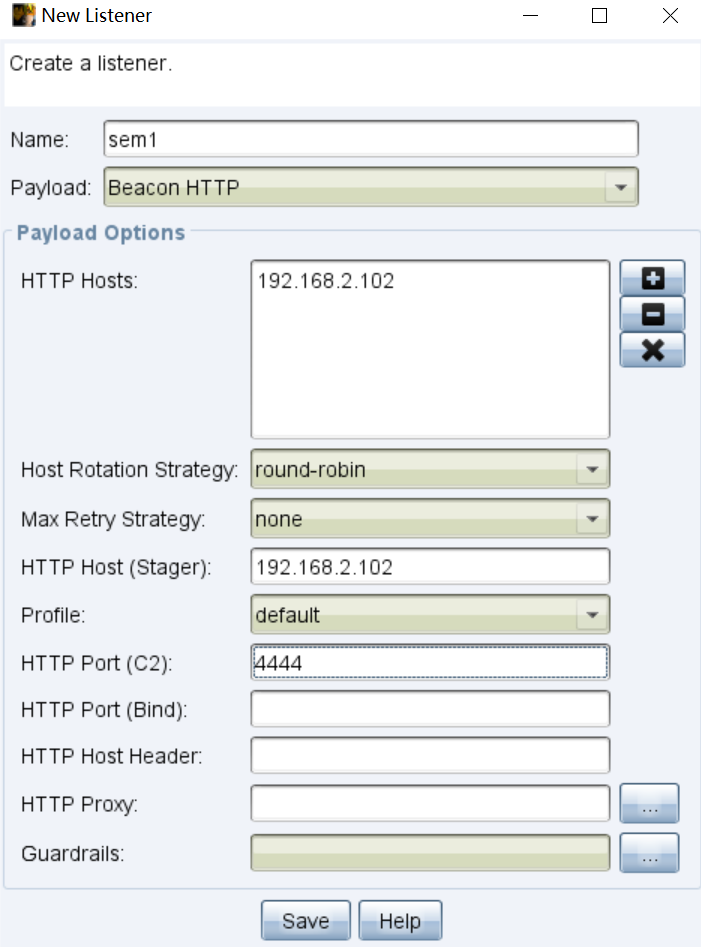 New Listener
Create a listener.
Name: sem1
Payload: Beacon HTTP
Payload Options
HTTP Hosts: 192.168.2.102
Host Rotation Strategy: round-robin
Max Retry Strategy: none
HTTP Host (Stager): 192.168.2.102
Profile: default
HTTP Port (C2): 4444
HTTP Port (Bind):
HTTP Host Header:
HTTP Proxy: ...
Guardrails: ...
Save Help